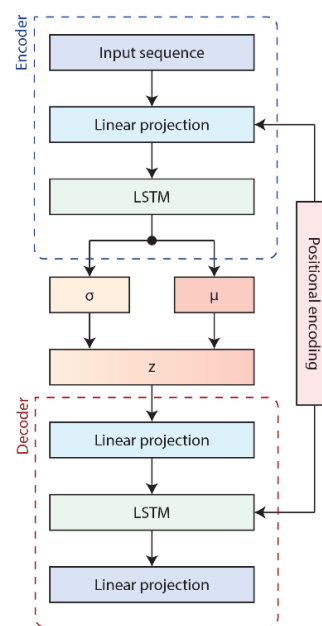 Encoder
Input sequence
Linear projection
LSTM
σ
μ
z
Positional encoding
Decoder
Linear projection
LSTM
Linear projection